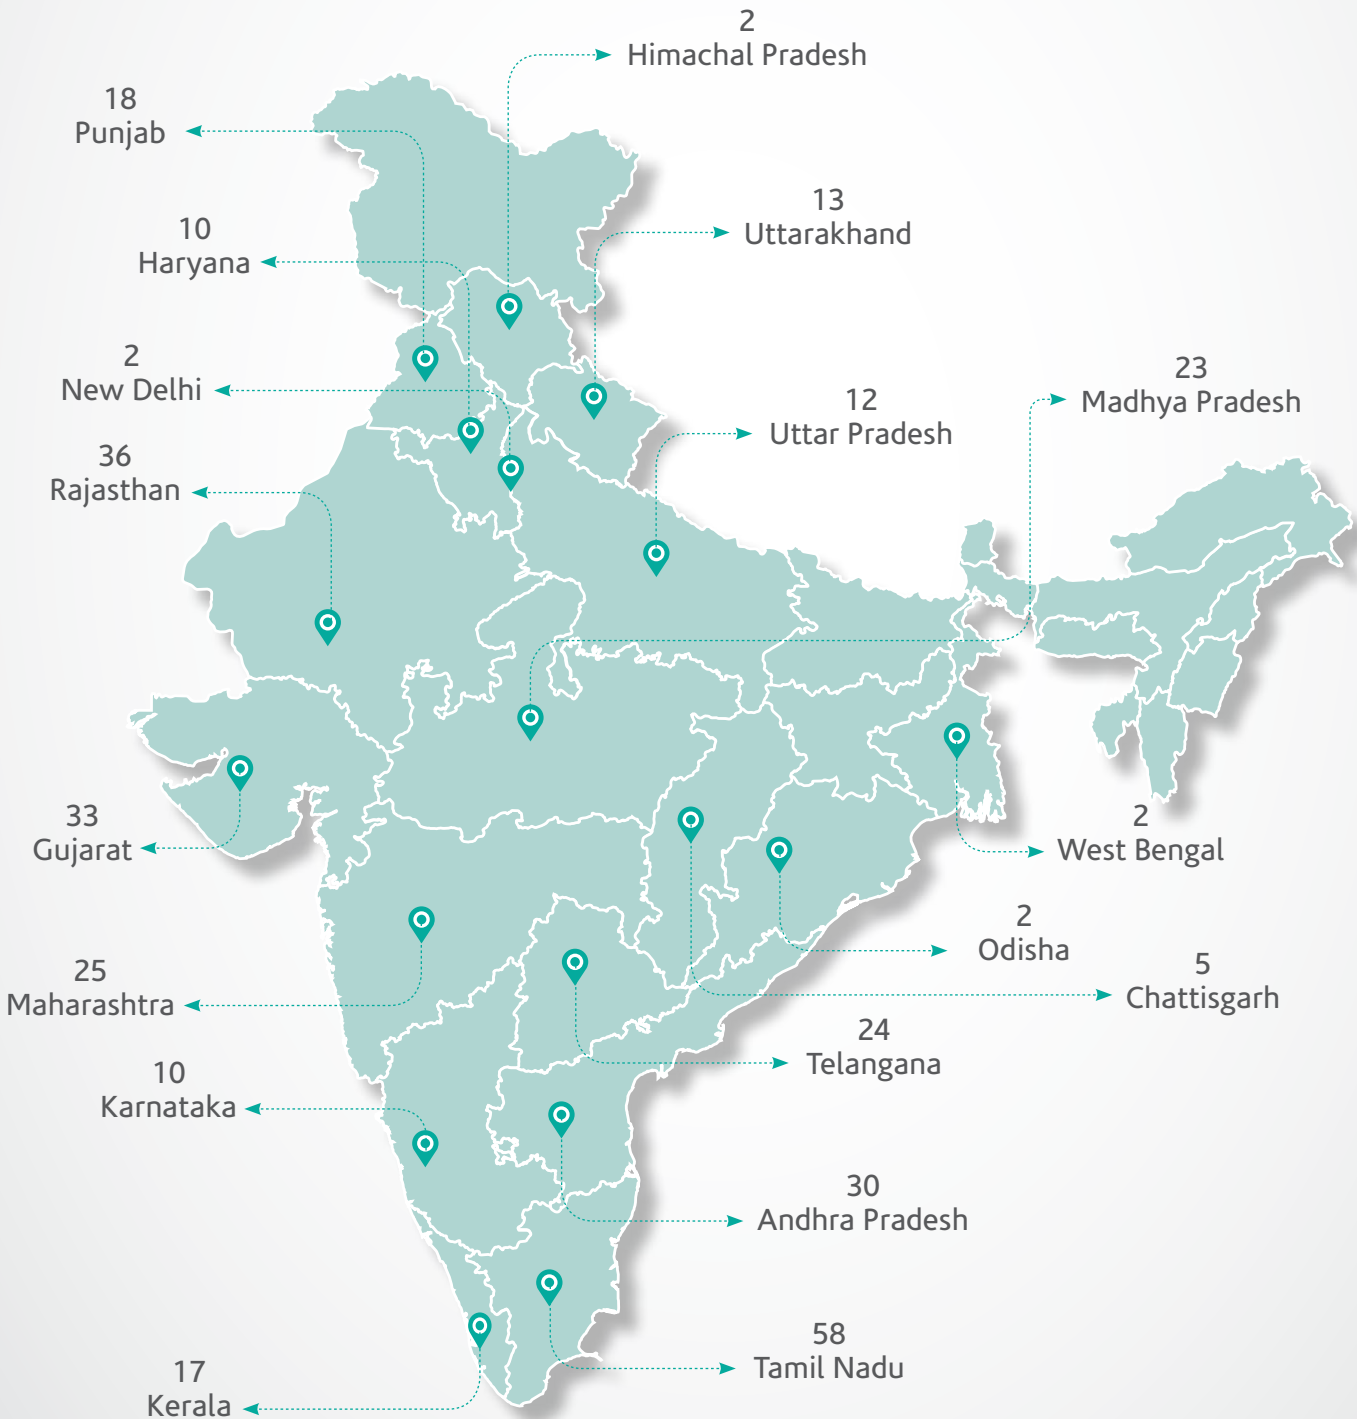 2
Himachal Pradesh
18
Punjab
13
Uttarakhand
10
Haryana
2
New Delhi
23
Madhya Pradesh
12
Uttar Pradesh
36
Rajasthan
33
Gujarat
2
West Bengal
2
Odisha
25
Maharashtra
5
Chattisgarh
24
Telangana
10
Karnataka
30
Andhra Pradesh
58
Tamil Nadu
17
Kerala